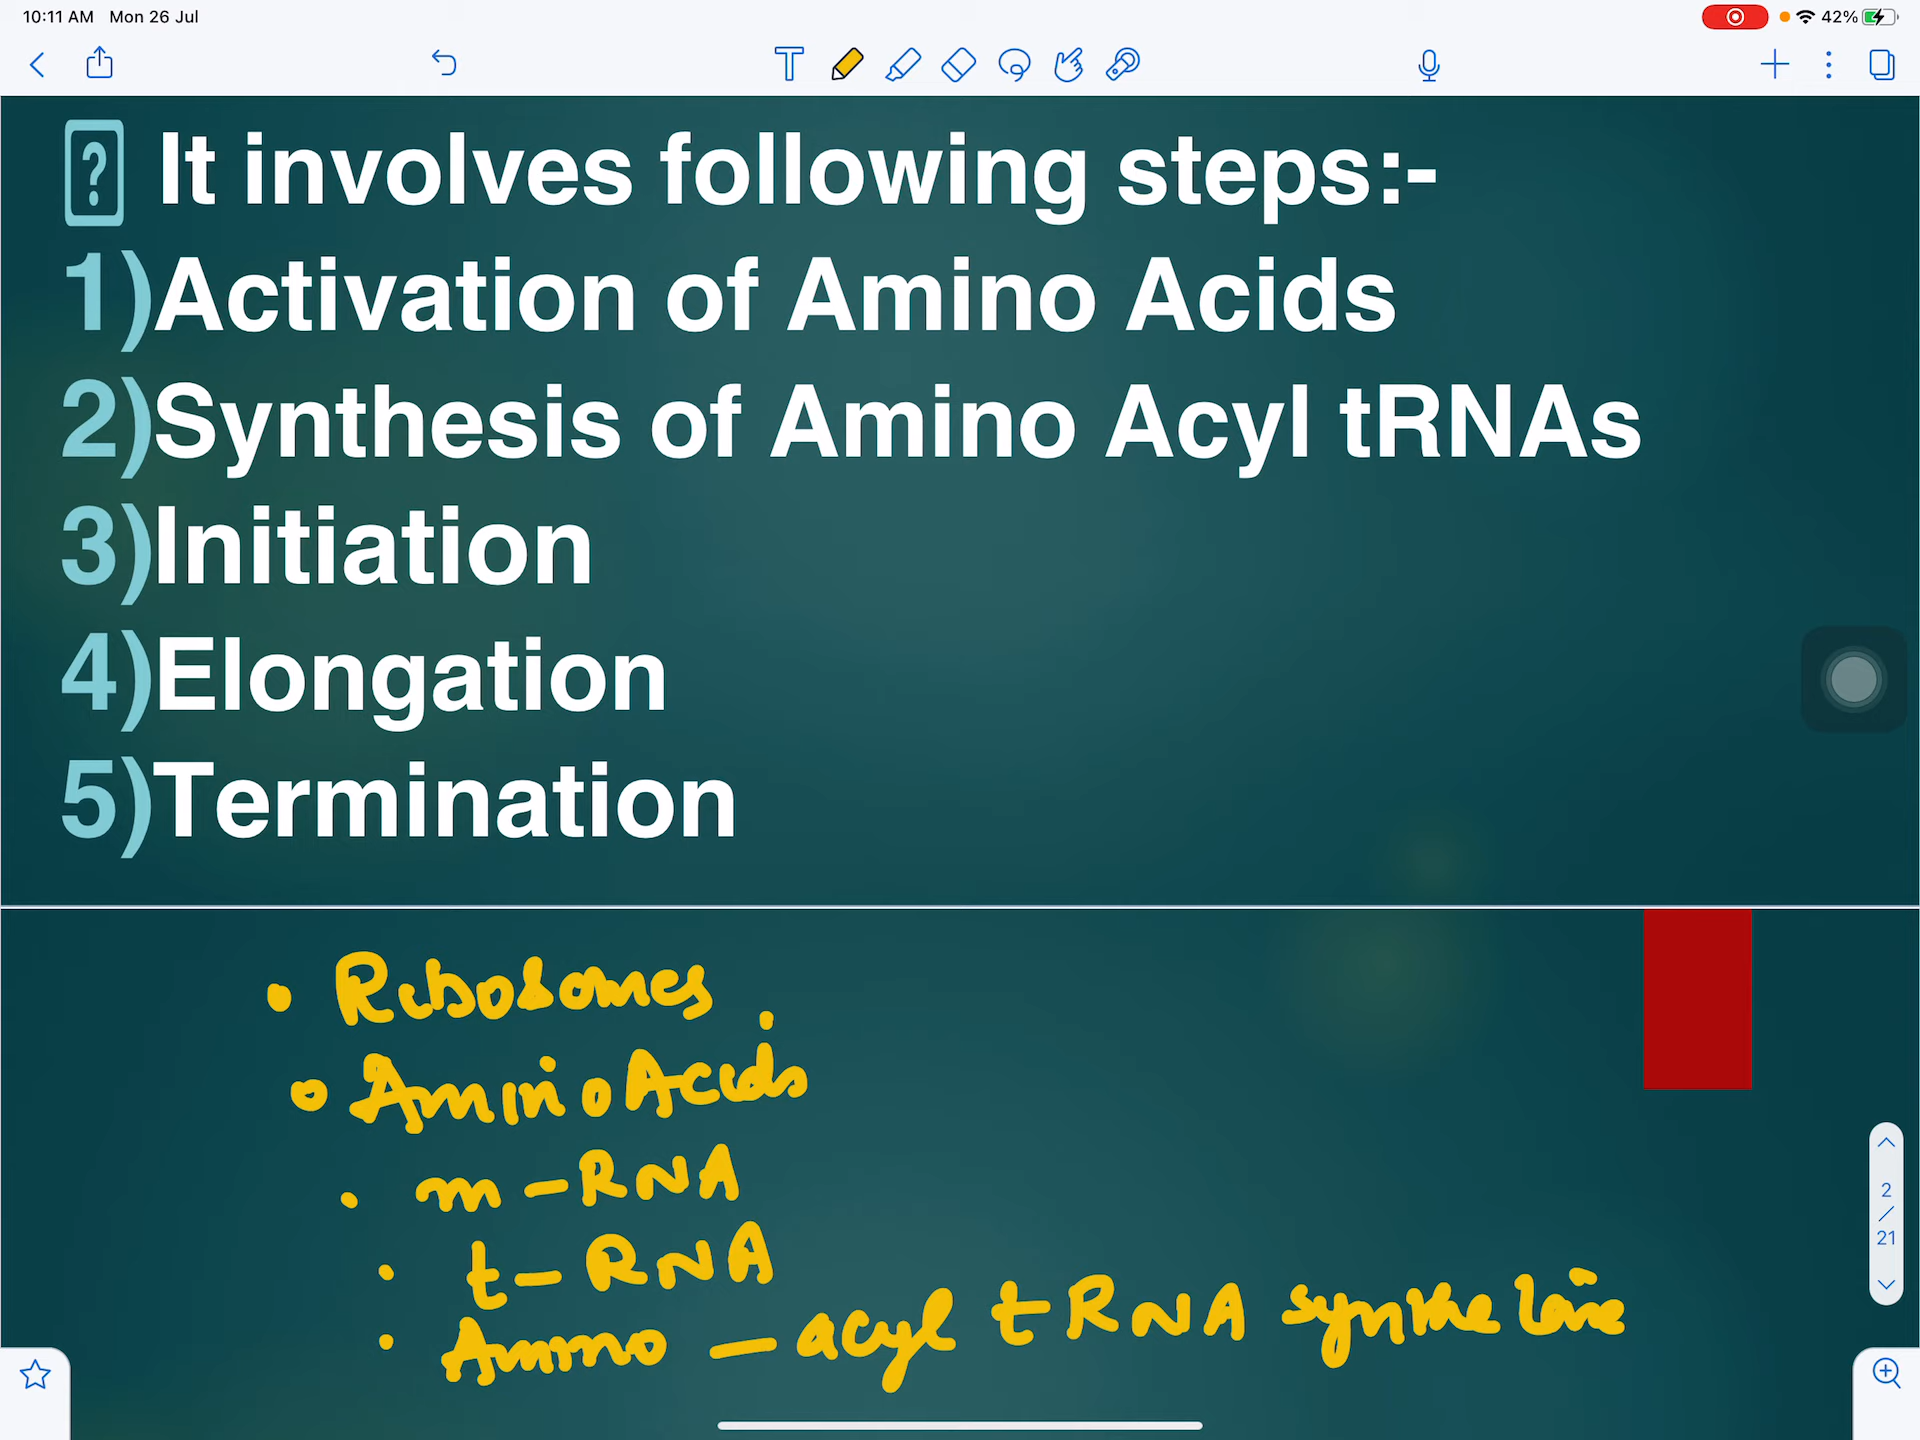 10:11 AM Mon 26 Jul
42%
? It involves following steps:-
1)Activation of Amino Acids
2)Synthesis of Amino Acyl tRNAs
3)Initiation
4)Elongation
5)Termination
• Ribosomes
• Amino Acids
• m-RNA
• t-RNA
• Amino-acyl tRNA
2
/
21